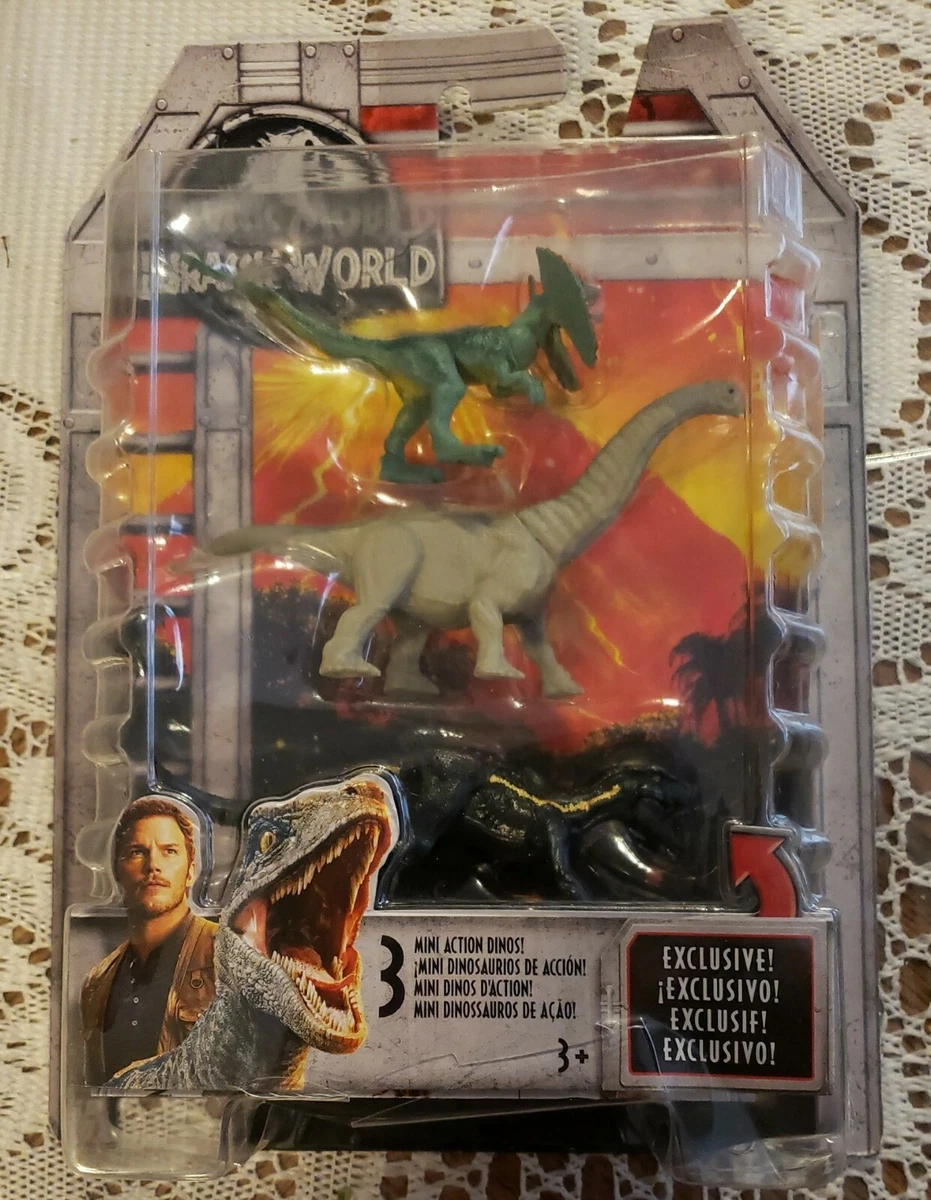 JURASSIC WORLD
3 MINI ACTION DINOS!
¡MINI DINOSAURIOS DE ACCIÓN!
MINI DINOS D'ACTION!
MINI DINOSSAUROS DE AÇÃO!
3+
EXCLUSIVE!
¡EXCLUSIVO!
EXCLUSIF!
EXCLUSIVO!